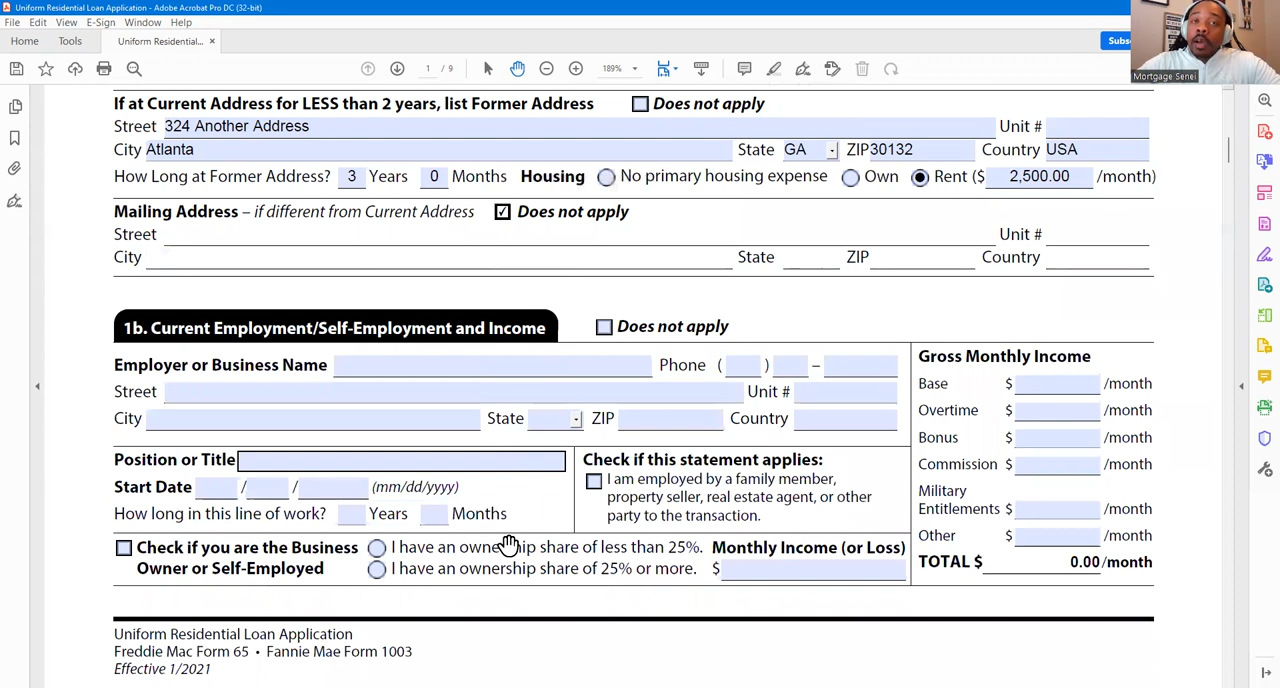 Uniform Residential Loan Application - Adobe Acrobat Pro DC (32-bit)
File Edit View E-Sign Window Help
Home Tools Uniform Residential... × Subs
1 / 9 189%
Mortgage Sensi
If at Current Address for LESS than 2 years, list Former Address Does not apply
Street 324 Another Address Unit #
City Atlanta State GA ZIP 30132 Country USA
How Long at Former Address? 3 Years 0 Months Housing No primary housing expense Own Rent ($ 2,500.00 /month)
Mailing Address – if different from Current Address Does not apply
Street Unit #
City State ZIP Country
1b. Current Employment/Self-Employment and Income Does not apply
Employer or Business Name Phone ( ) –
Street Unit #
City State ZIP Country
Position or Title
Start Date / / (mm/dd/yyyy)
How long in this line of work? Years Months
Check if this statement applies:
I am employed by a family member,
property seller, real estate agent, or other
party to the transaction.
Check if you are the Business
Owner or Self-Employed
I have an ownership share of less than 25%.
I have an ownership share of 25% or more.
Monthly Income (or Loss)
$
Gross Monthly Income
Base $ /month
Overtime $ /month
Bonus $ /month
Commission $ /month
Military
Entitlements $ /month
Other $ /month
TOTAL $ 0.00/month
Uniform Residential Loan Application
Freddie Mac Form 65 • Fannie Mae Form 1003
Effective 1/2021